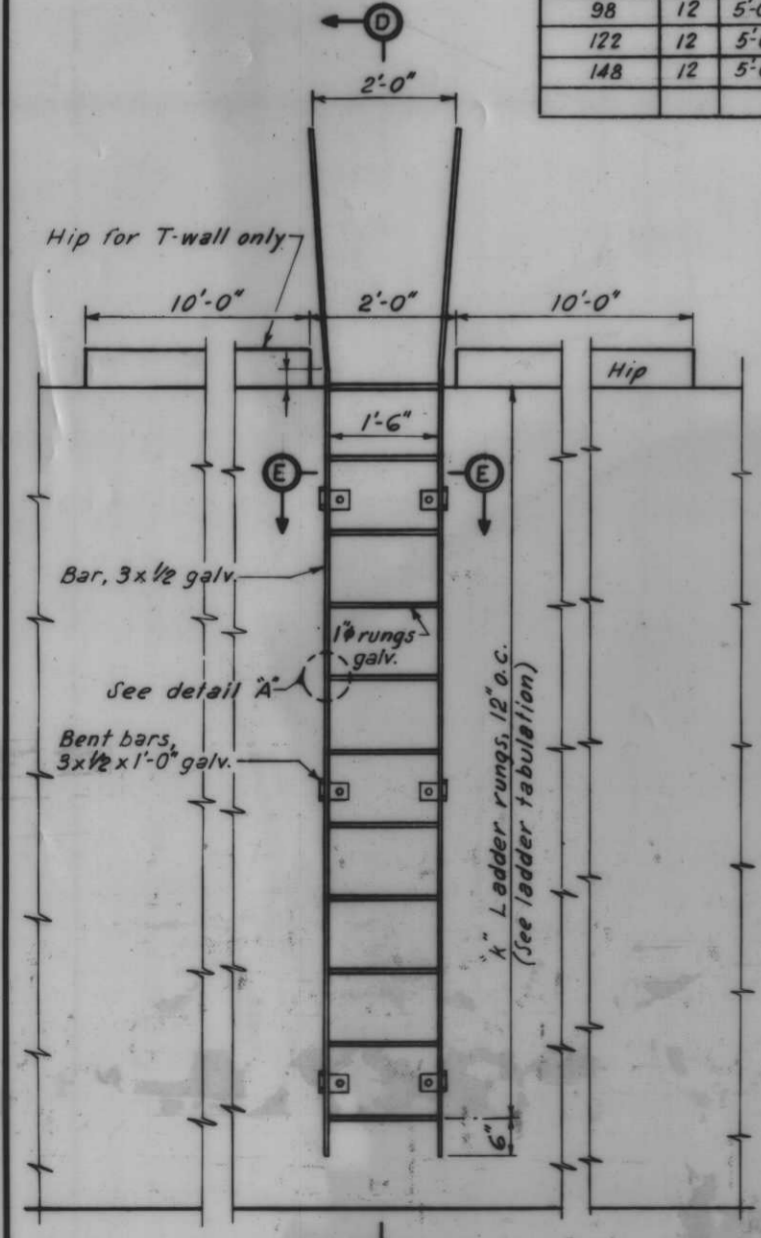 98 12
122 12
148 12
D
2'-0"
Hip for T-wall only
10'-0" 2'-0" 10'-0"
Hip
1'-6"
E E
Bar, 3x1/2 galv.
1"φ rungs
galv.
See detail "A"
Bent bars,
3x1/2x1'-0" galv.
"k" Ladder rungs, 12" o.c.
(See ladder tabulation)
6"